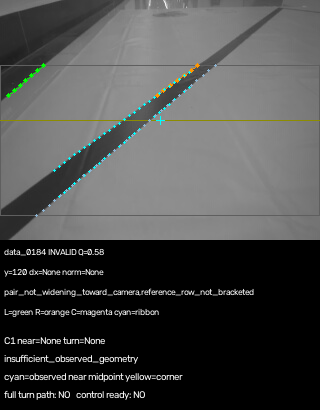 data_0184 INVALID Q=0.58
y=120 dx=None norm=None
pair_not_widening_toward_camera,reference_row_not_bracketed
L=green R=orange C=magenta cyan=ribbon
C1 near=None turn=None
insufficient_observed_geometry
cyan=observed near midpoint yellow=corner
full turn path: NO control ready: NO